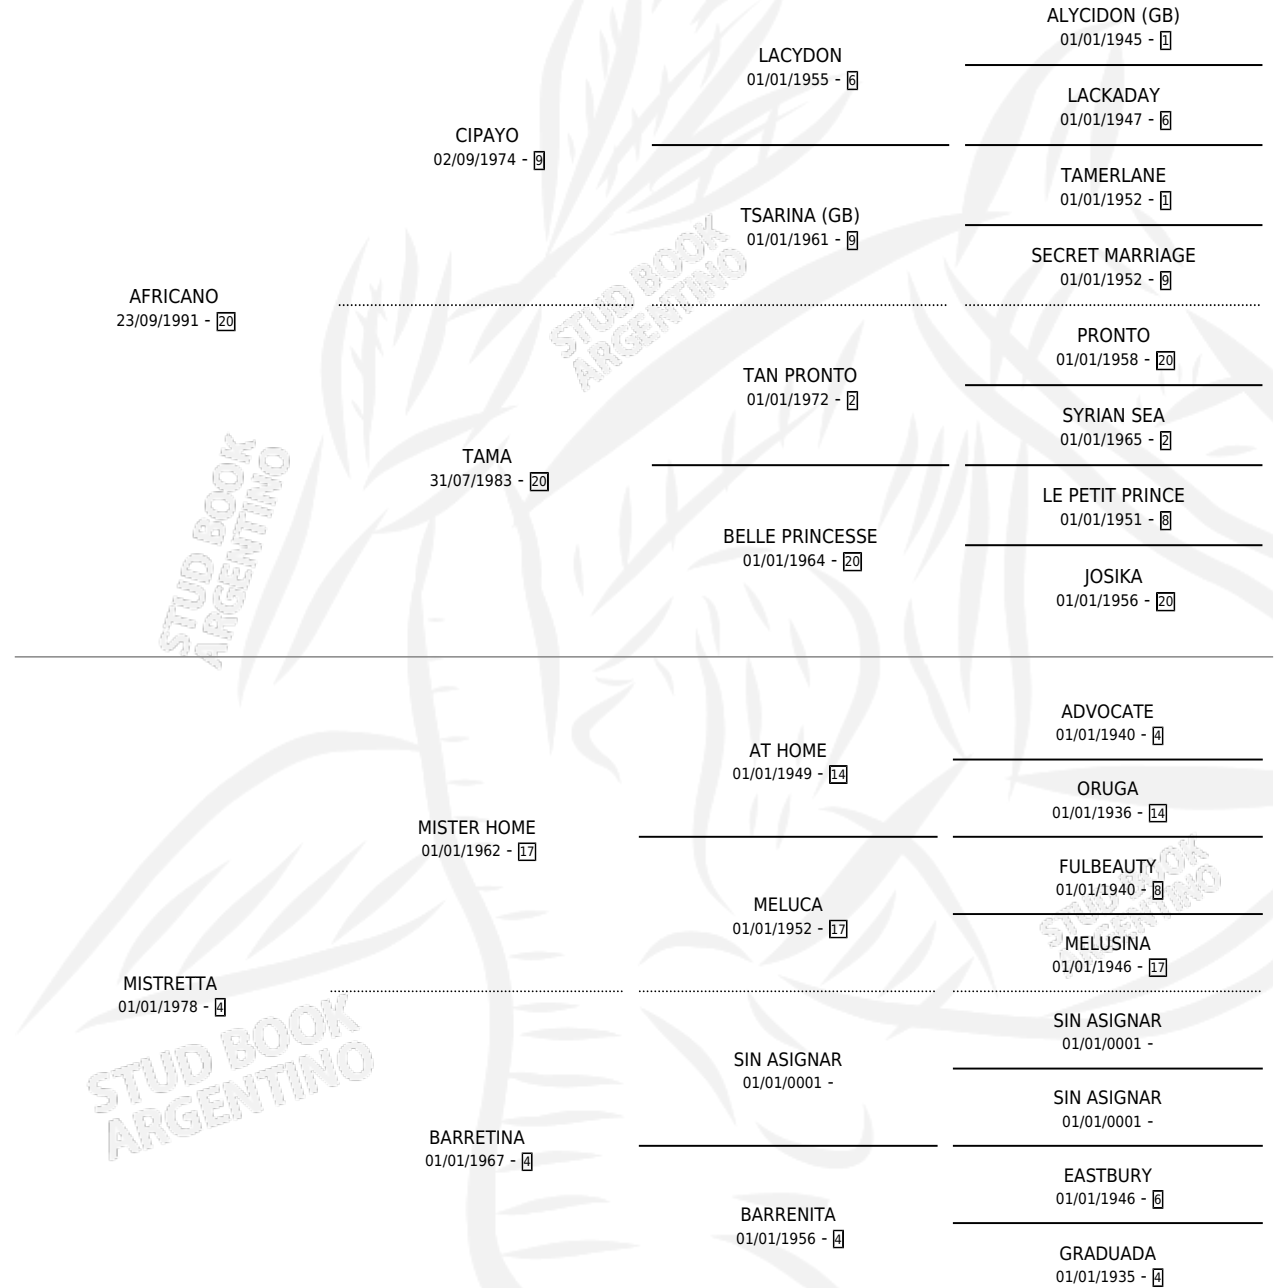 ALYCIDON (GB)
01/01/1945 - 1
LACYDON
01/01/1955 - 6
LACKADAY
01/01/1947 - 6
CIPAYO
02/09/1974 - 9
TAMERLANE
01/01/1952 - 1
TSARINA (GB)
01/01/1961 - 9
SECRET MARRIAGE
01/01/1952 - 9
AFRICANO
23/09/1991 - 20
PRONTO
01/01/1958 - 20
TAN PRONTO
01/01/1972 - 2
SYRIAN SEA
01/01/1965 - 2
TAMA
31/07/1983 - 20
LE PETIT PRINCE
01/01/1951 - 8
BELLE PRINCESSE
01/01/1964 - 20
JOSIKA
01/01/1956 - 20
STUD BOOK
ARGENTINO
STUD BOOK
ARGENTINO
ADVOCATE
01/01/1940 - 4
AT HOME
01/01/1949 - 14
ORUGA
01/01/1936 - 14
MISTER HOME
01/01/1962 - 17
FULBEAUTY
01/01/1940 - 8
MELUCA
01/01/1952 - 17
MELUSINA
01/01/1946 - 17
MISTRETTA
01/01/1978 - 4
SIN ASIGNAR
01/01/0001 -
SIN ASIGNAR
01/01/0001 -
SIN ASIGNAR
01/01/0001 -
BARRETINA
01/01/1967 - 4
EASTBURY
01/01/1946 - 6
BARRENITA
01/01/1956 - 4
GRADUADA
01/01/1935 - 4
STUD BOOK
ARGENTINO
STUD BOOK
ARGENTINO